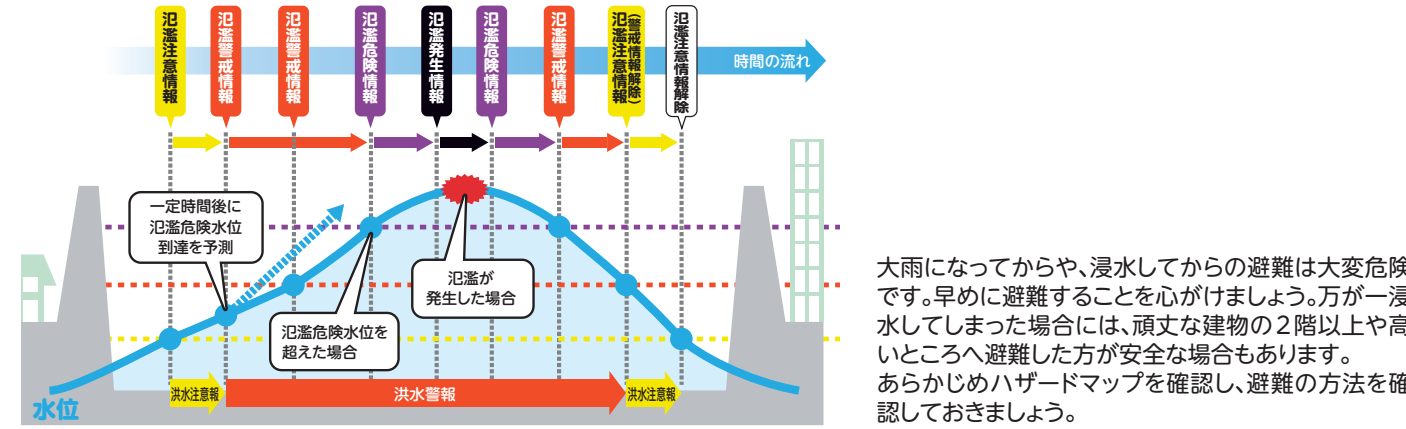 氾濫注意情報
氾濫警戒情報
氾濫警戒情報
氾濫危険情報
氾濫発生情報
氾濫危険情報
氾濫警戒情報
氾濫注意情報
(警戒情報解除)
氾濫注意情報解除
時間の流れ
一定時間後に
氾濫危険水位
到達を予測
氾濫危険水位を
超えた場合
氾濫が
発生した場合
洪水注意報
洪水警報
洪水注意報
水位
大雨になってからや、浸水してからの避難は大変危険
です。早めに避難することを心がけましょう。万が一浸
水してしまった場合には、頑丈な建物の2階以上や高
いところへ避難した方が安全な場合もあります。
あらかじめハザードマップを確認し、避難の方法を確
認しておきましょう。